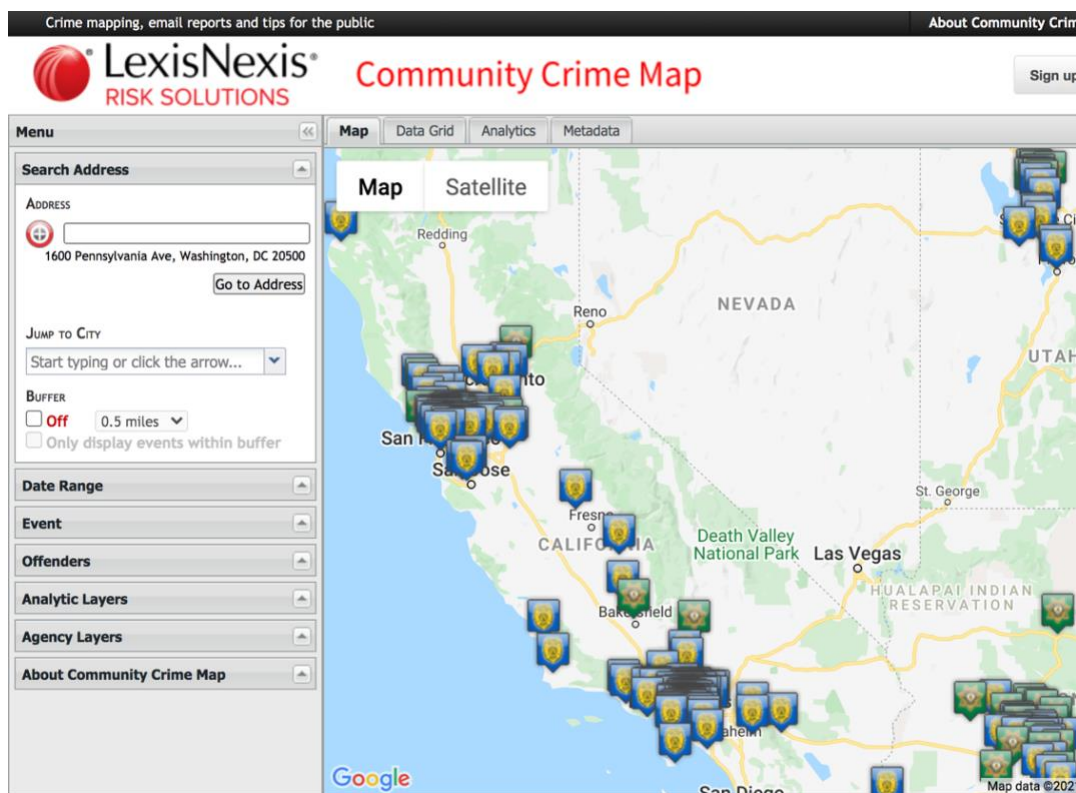 Crime mapping, email reports and tips for the public
About Community Crim
LexisNexis®
RISK SOLUTIONS
Community Crime Map
Sign up
Menu
Map
Data Grid
Analytics
Metadata
Search Address
ADDRESS
1600 Pennsylvania Ave, Washington, DC 20500
Go to Address
JUMP TO CITY
Start typing or click the arrow...
BUFFER
Off
0.5 miles
Only display events within buffer
Date Range
Event
Offenders
Analytic Layers
Agency Layers
About Community Crime Map
Map
Satellite
Redding
Reno
NEVADA
UTAH
St. George
Fresno
CALIFORNIA
Death Valley
National Park
Las Vegas
HUALAPAI INDIAN
RESERVATION
San Diego
Google
Map data ©202